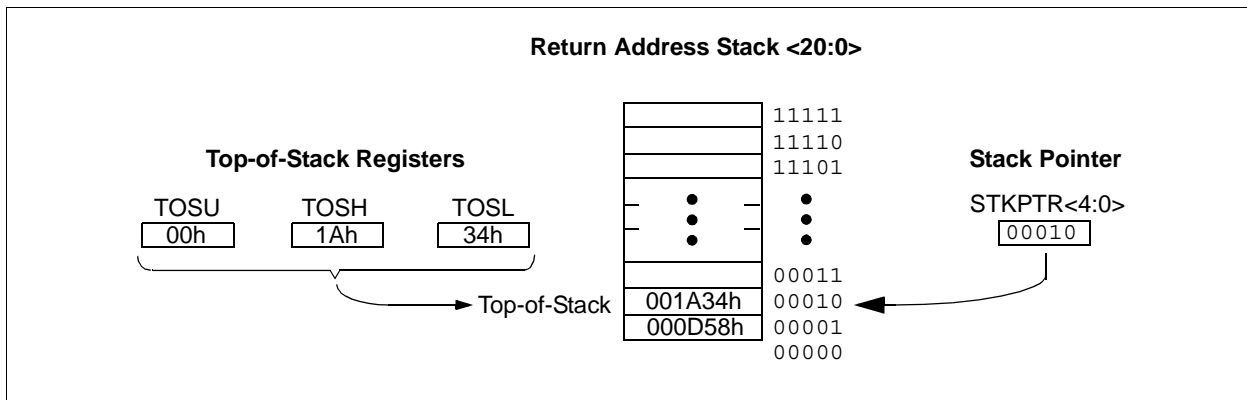 Return Address Stack <20:0>
11111
11110
Top-of-Stack Registers
11101
Stack Pointer
TOSU TOSH TOSL
STKPTR<4:0>
00h 1Ah 34h
00010
00011
Top-of-Stack 001A34h 00010
000D58h 00001
00000